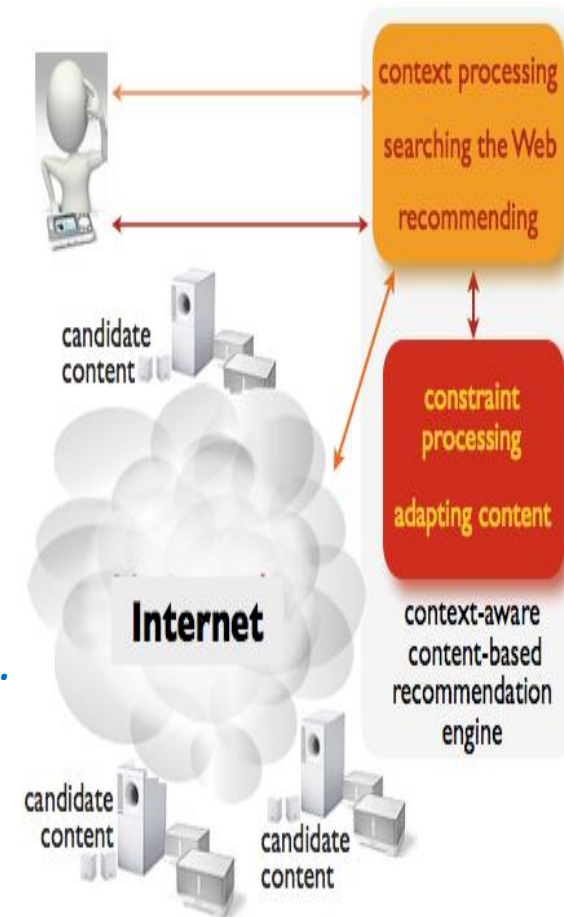 context processing
searching the Web
recommending
candidate
content
constraint
processing
adapting content
Internet
context-aware
content-based
recommendation
engine
.
candidate
content
candidate
content